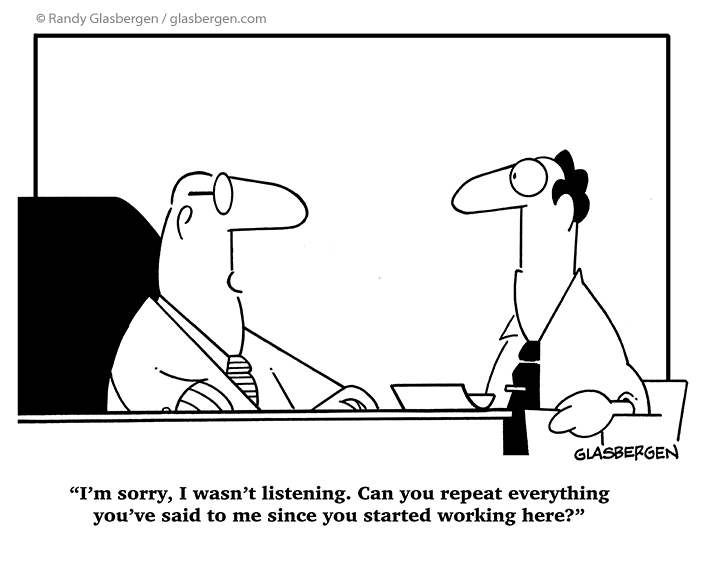 © Randy Glasbergen / glasbergen.com
GLASBERGEN
“I’m sorry, I wasn’t listening. Can you repeat everything
you’ve said to me since you started working here?”